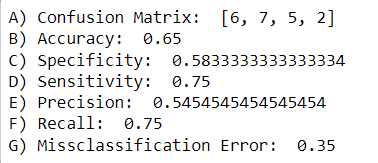 A) Confusion Matrix:  [6, 7, 5, 2]
B) Accuracy:  0.65
C) Specificity:  0.5833333333333334
D) Sensitivity:  0.75
E) Precision:  0.5454545454545454
F) Recall:  0.75
G) Missclassification Error:  0.35